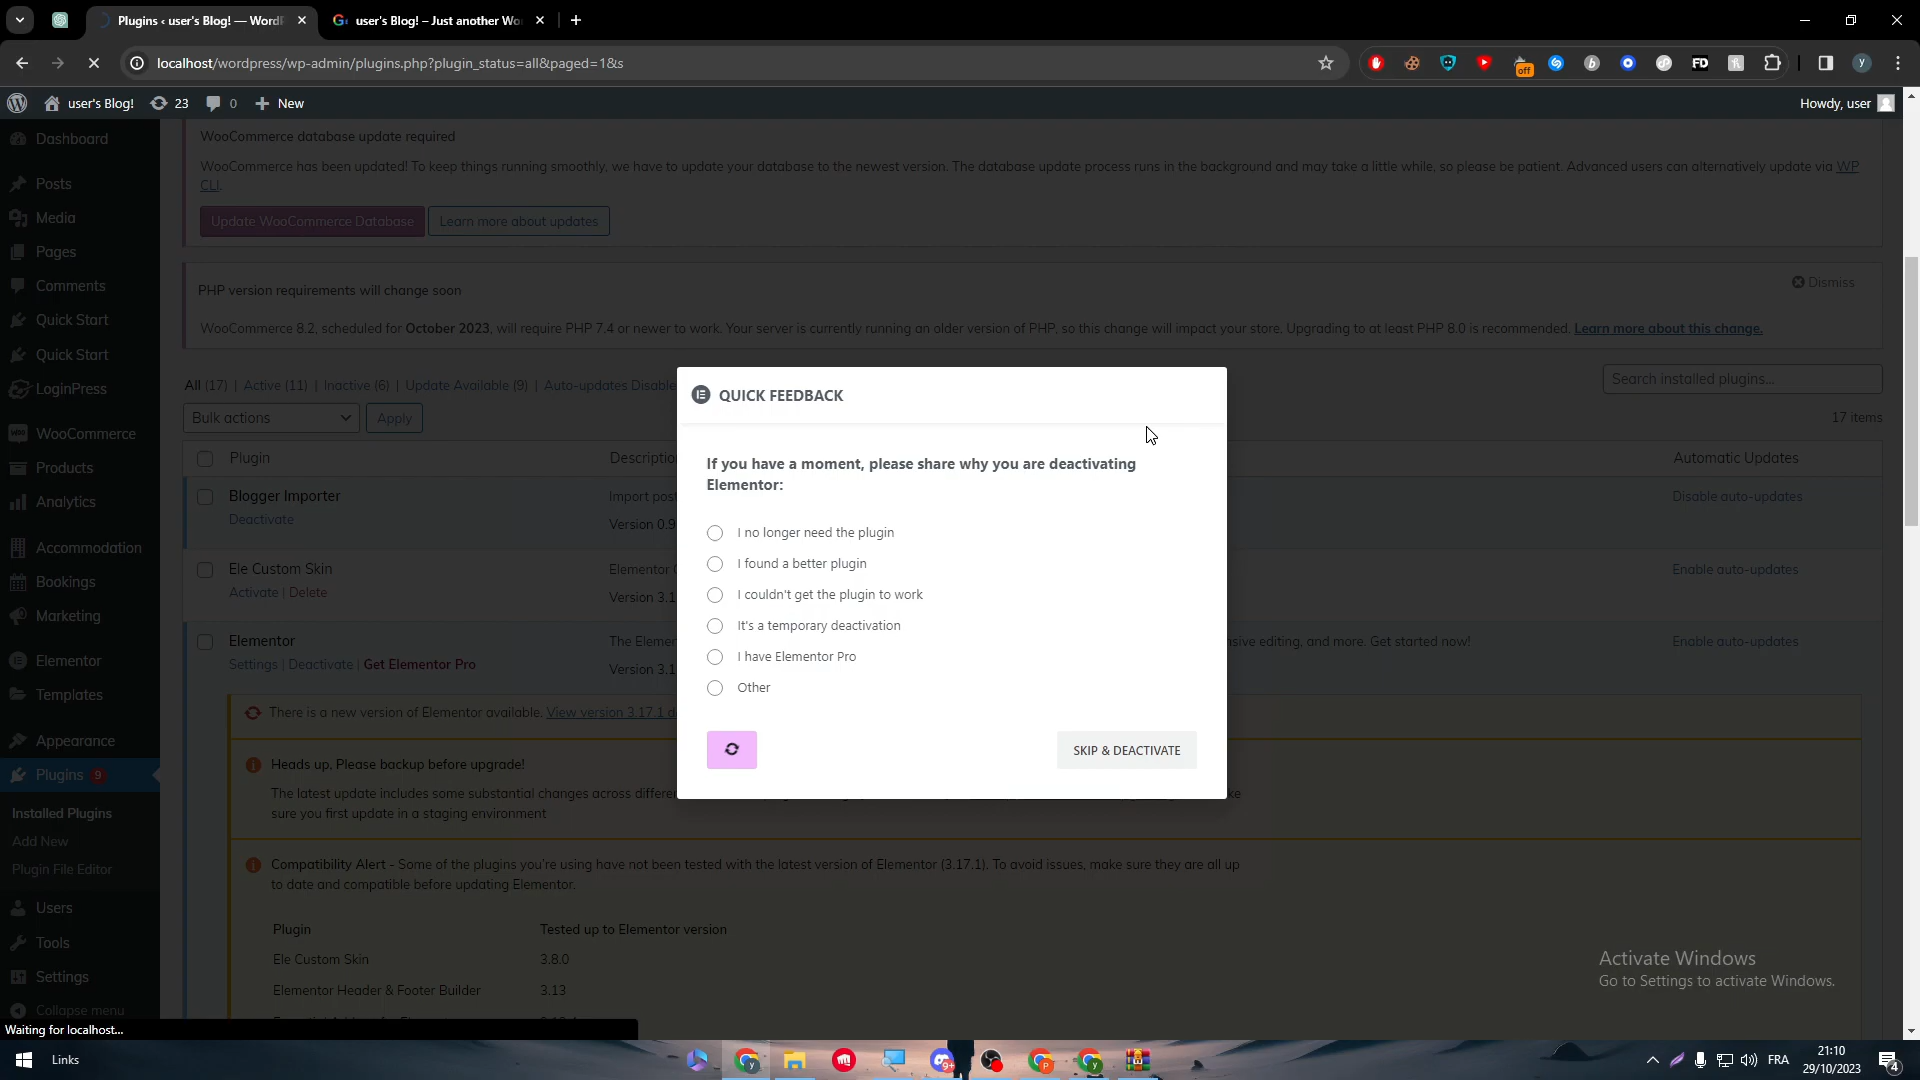 Plugins ‹ user's Blog! — WordP
user's Blog! – Just another Wo
localhost/wordpress/wp-admin/plugins.php?plugin_status=all&paged=1&s
off
FD
y
user's Blog!
23
0
New
Howdy, user
Dashboard
Posts
Media
Pages
Comments
Quick Start
Quick Start
LoginPress
WooCommerce
Products
Analytics
Accommodation
Bookings
Marketing
Elementor
Templates
Appearance
Plugins 9
Installed Plugins
Add New
Plugin File Editor
Users
Tools
Settings
Collapse menu
WooCommerce database update required
WooCommerce has been updated! To keep things running smoothly, we have to update your database to the newest version. The database update process runs in the background and may take a little while, so please be patient. Advanced users can alternatively update via WP
CLI.
Update WooCommerce Database
Learn more about updates
PHP version requirements will change soon
Dismiss
WooCommerce 8.2, scheduled for October 2023, will require PHP 7.4 or newer to work. Your server is currently running an older version of PHP, so this change will impact your store. Upgrading to at least PHP 8.0 is recommended. Learn more about this change.
All (17) | Active (11) | Inactive (6) | Update Available (9) | Auto-updates Disable
Search installed plugins...
Bulk actions
Apply
17 items
Plugin
Descriptio
Automatic Updates
Blogger Importer
Import post
Disable auto-updates
Deactivate
Version 0.9
Ele Custom Skin
Elementor
Enable auto-updates
Activate | Delete
Version 3.1
Elementor
The Elemen
nsive editing, and more. Get started now!
Enable auto-updates
Settings | Deactivate | Get Elementor Pro
Version 3.1
There is a new version of Elementor available. View version 3.17.1 d
Heads up, Please backup before upgrade!
The latest update includes some substantial changes across differen
ke
sure you first update in a staging environment
Compatibility Alert - Some of the plugins you're using have not been tested with the latest version of Elementor (3.17.1). To avoid issues, make sure they are all up
to date and compatible before updating Elementor.
Plugin
Tested up to Elementor version
Ele Custom Skin
3.8.0
Elementor Header & Footer Builder
3.13
QUICK FEEDBACK
If you have a moment, please share why you are deactivating
Elementor:
I no longer need the plugin
I found a better plugin
I couldn't get the plugin to work
It's a temporary deactivation
I have Elementor Pro
Other
SKIP & DEACTIVATE
Activate Windows
Go to Settings to activate Windows.
Waiting for localhost...
Links
FRA
21:10
29/10/2023
4